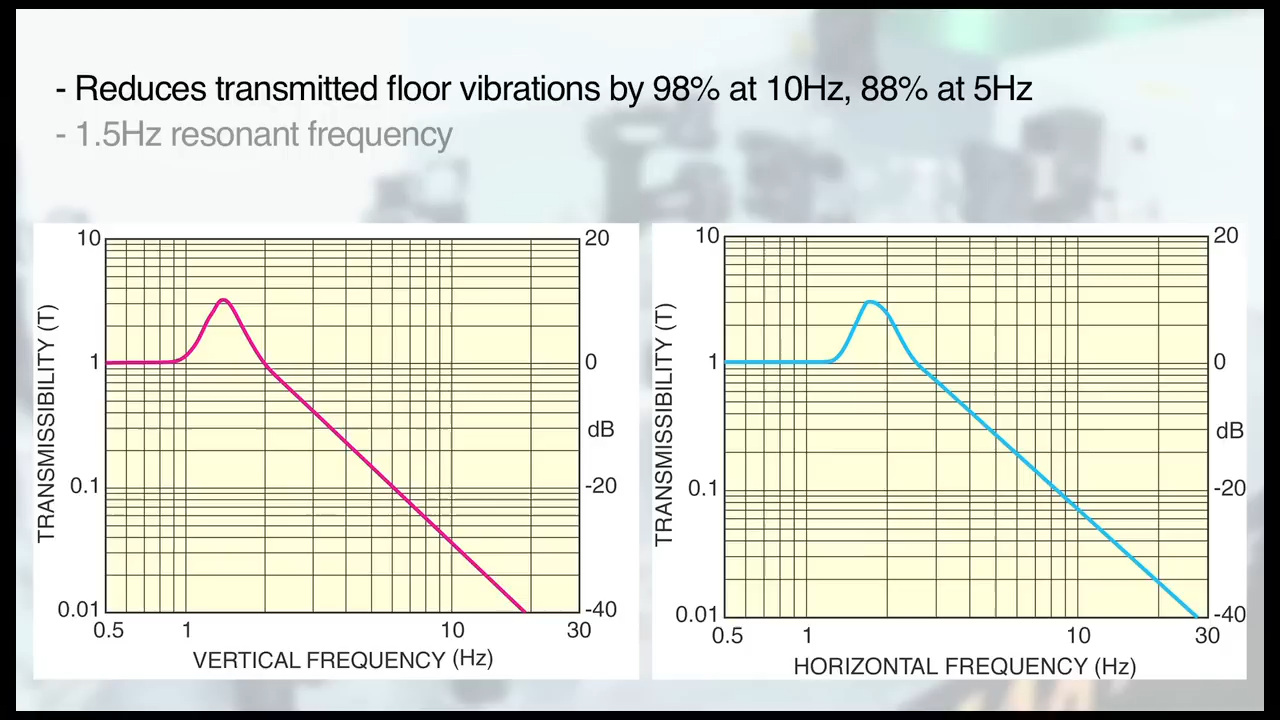 - Reduces transmitted floor vibrations by 98% at 10Hz, 88% at 5Hz
- 1.5Hz resonant frequency
10
1
0.1
0.01
TRANSMISSIBILITY (T)
20
0
dB
-20
-40
0.5 1 10 30
VERTICAL FREQUENCY (Hz)
10
1
0.1
0.01
TRANSMISSIBILITY (T)
20
0
dB
-20
-40
0.5 1 10 30
HORIZONTAL FREQUENCY (Hz)